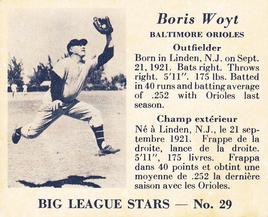 Boris Woyt
BALTIMORE ORIOLES
Outfielder
Born in Linden, N.J. on Sept.
21, 1921. Bats right. Throws
right. 5'11". 175 lbs. Batted
in 40 runs and batting average
of .252 with Orioles last
season.
Champ extérieur
Né à Linden, N.J., le 21 sep-
tembre 1921. Frappe de la
droite, lance de la droite.
5'11", 175 livres. Frappa
dans 40 points et obtint une
moyenne de .252 la dernière
saison avec les Orioles.
BIG LEAGUE STARS — No. 29